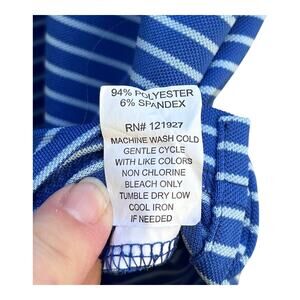 94% POLYESTER
6% SPANDEX
RN# 121927
MACHINE WASH COLD
GENTLE CYCLE
WITH LIKE COLORS
NON CHLORINE
BLEACH ONLY
TUMBLE DRY LOW
COOL IRON
IF NEEDED